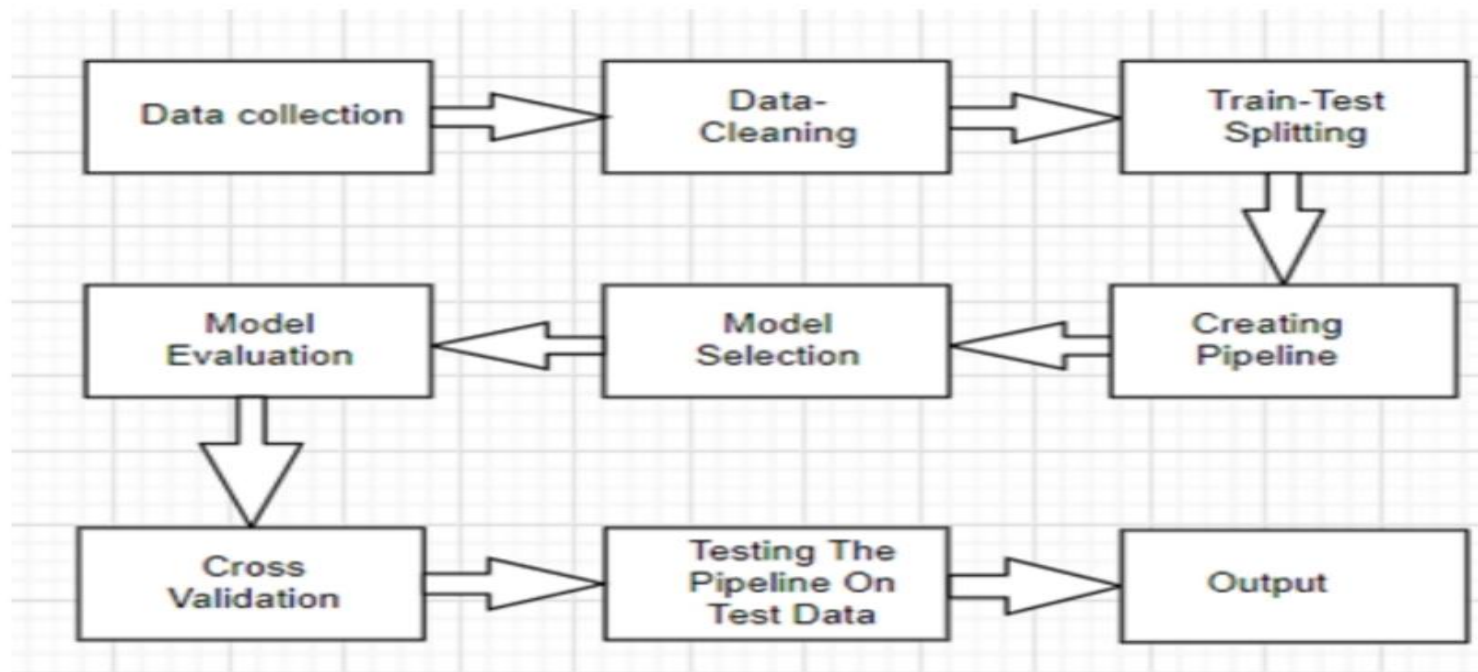 Data collection
Data-
Cleaning
Train-Test
Splitting
Creating
Pipeline
Model
Selection
Model
Evaluation
Cross
Validation
Testing The
Pipeline On
Test Data
Output